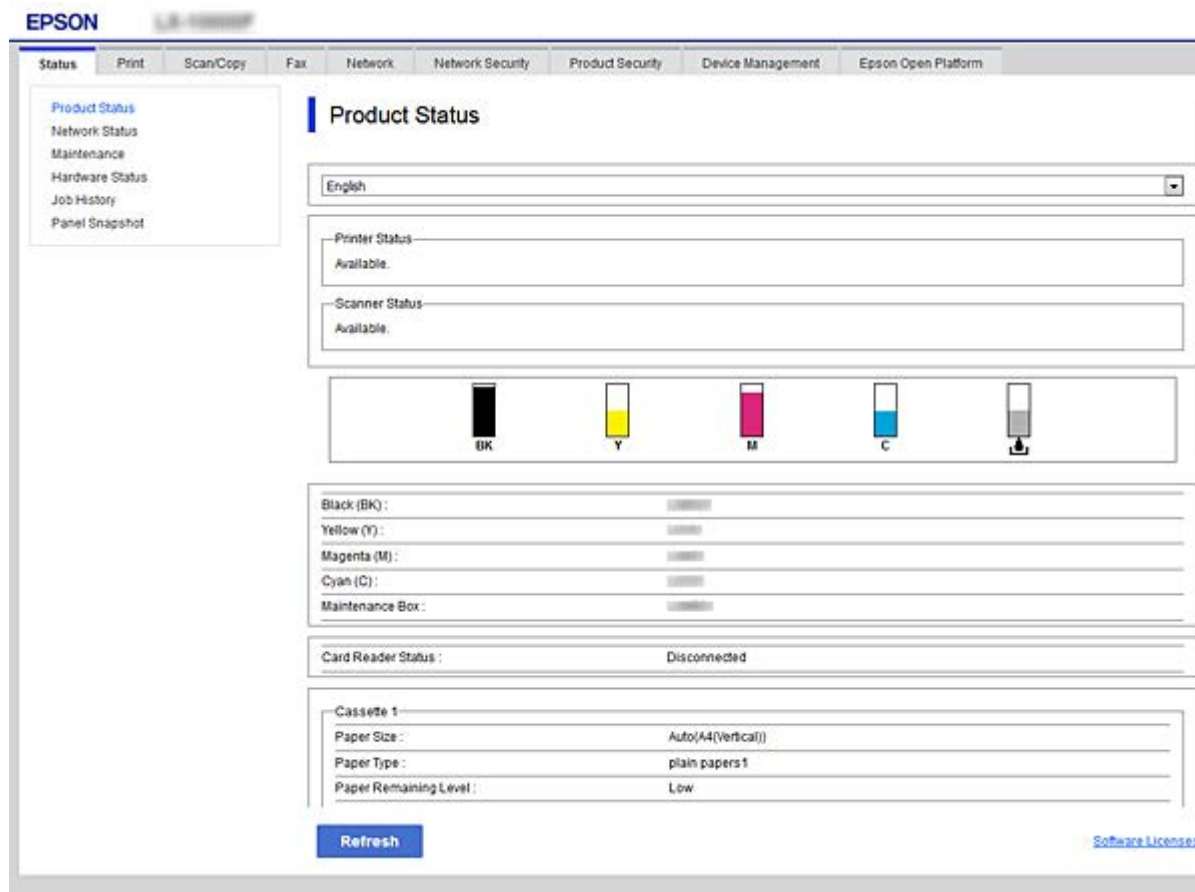 EPSON
Status Print Scan/Copy Fax Network Network Security Product Security Device Management Epson Open Platform
Product Status
Network Status
Maintenance
Hardware Status
Job History
Panel Snapshot
Product Status
English
Printer Status
Available.
Scanner Status
Available.
BK Y M C
Black (BK) :
Yellow (Y) :
Magenta (M) :
Cyan (C) :
Maintenance Box :
Card Reader Status : Disconnected
Cassette 1
Paper Size : Auto(A4(Vertical))
Paper Type : plain papers1
Paper Remaining Level : Low
Refresh
Software Licenses